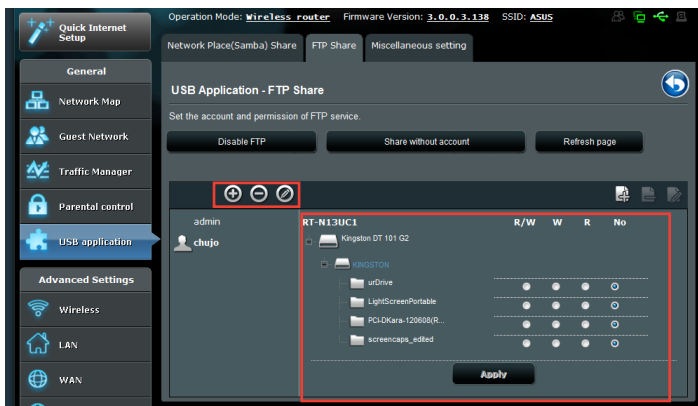 Operation Mode: Wireless router Firmware Version: 3.0.0.3.138 SSID: ASUS
Quick Internet Setup
Network Place(Samba) Share FTP Share Miscellaneous setting
General
Network Map
Guest Network
Traffic Manager
Parental control
USB application
Advanced Settings
Wireless
LAN
WAN
USB Application - FTP Share
Set the account and permission of FTP service.
Disable FTP Share without account Refresh page
admin
chujo
RT-N13UC1 R/W W R No
Kingston DT 101 G2
KINGSTON
urDrive
LightScreenPortable
PCI-DKara-120608(R...
screencaps_edited
Apply